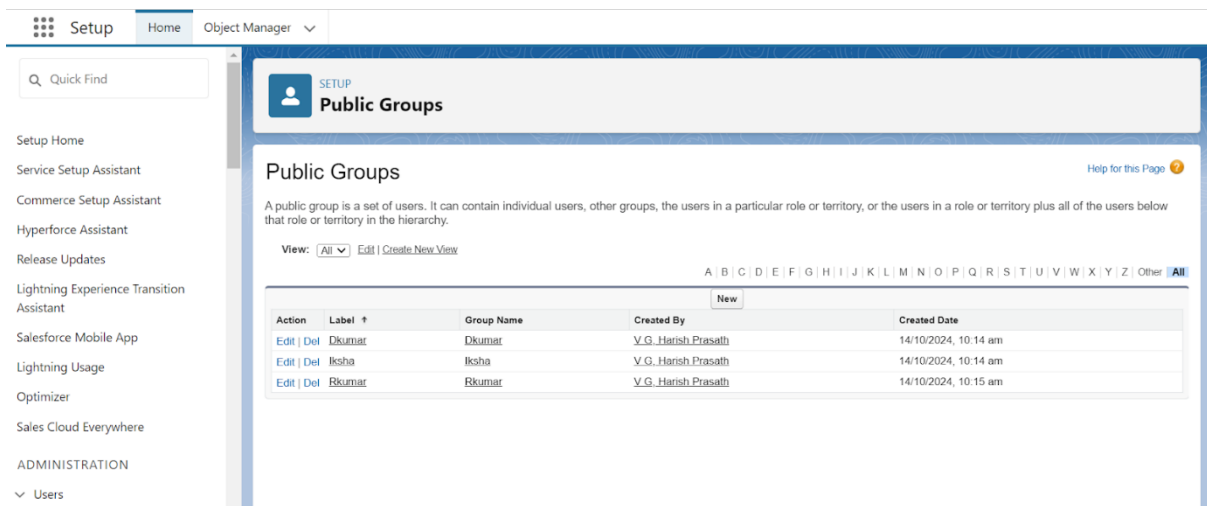 Setup Home Object Manager
Quick Find
Setup Home
Service Setup Assistant
Commerce Setup Assistant
Hyperforce Assistant
Release Updates
Lightning Experience Transition
Assistant
Salesforce Mobile App
Lightning Usage
Optimizer
Sales Cloud Everywhere
ADMINISTRATION
Users
SETUP
Public Groups
Public Groups
Help for this Page ?
A public group is a set of users. It can contain individual users, other groups, the users in a particular role or territory, or the users in a role or territory plus all of the users below
that role or territory in the hierarchy.
View: All Edit | Create New View
A | B | C | D | E | F | G | H | I | J | K | L | M | N | O | P | Q | R | S | T | U | V | W | X | Y | Z | Other All
New
Action Label ↑ Group Name Created By Created Date
Edit | Del Dkumar Dkumar V G, Harish Prasath 14/10/2024, 10:14 am
Edit | Del Iksha Iksha V G, Harish Prasath 14/10/2024, 10:14 am
Edit | Del Rkumar Rkumar V G, Harish Prasath 14/10/2024, 10:15 am